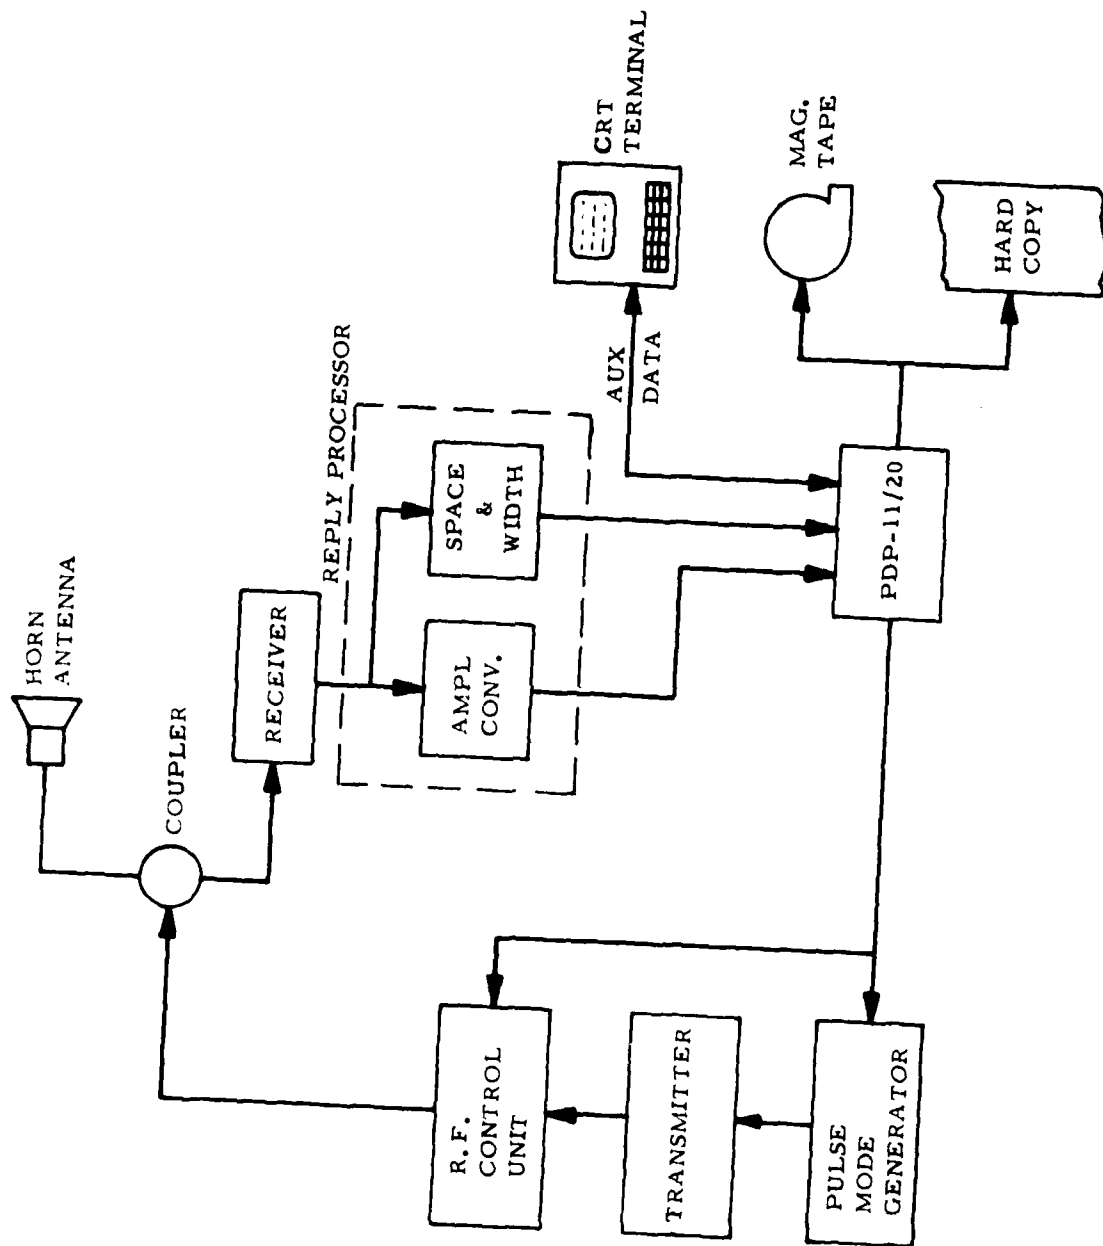 HORN
ANTENNA
COUPLER
RECEIVER
REPLY PROCESSOR
AMPL
CONV.
SPACE
&
WIDTH
CRT
TERMINAL
AUX
DATA
MAG.
TAPE
HARD
COPY
PDP-11/20
R.F.
CONTROL
UNIT
TRANSMITTER
PULSE
MODE
GENERATOR